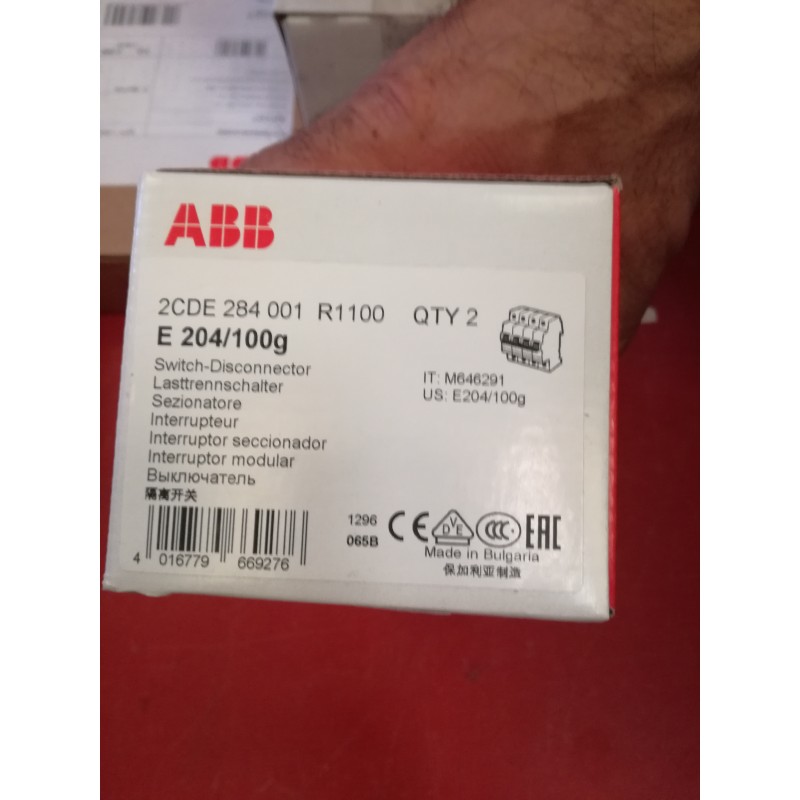 ABB
2CDE 284 001 R1100 QTY 2
E 204/100g
Switch-Disconnector
Lasttrennschalter
Sezionatore
Interrupteur
Interruptor seccionador
Interruptor modular
Выключатель
隔离开关
IT: M646291
US: E204/100g
4 016779 669276
1296
065B
CE DVE CCC EAC
Made in Bulgaria
保加利亚制造